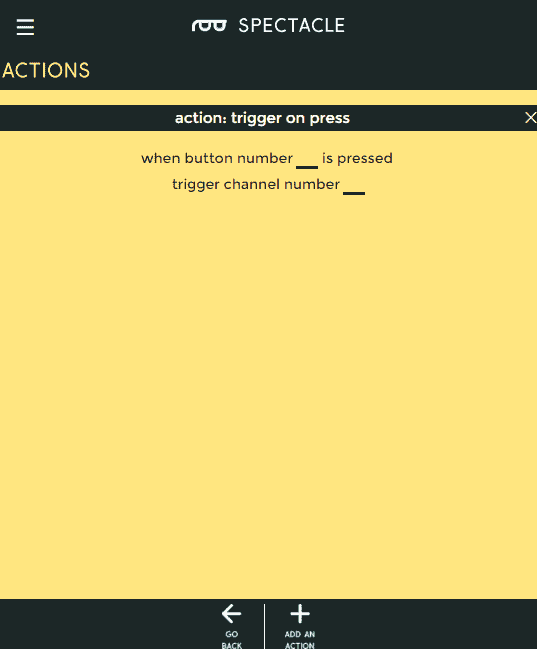 SPECTACLE
ACTIONS
action: trigger on press
when button number __ is pressed
trigger channel number __
GO
BACK
ADD AN
ACTION